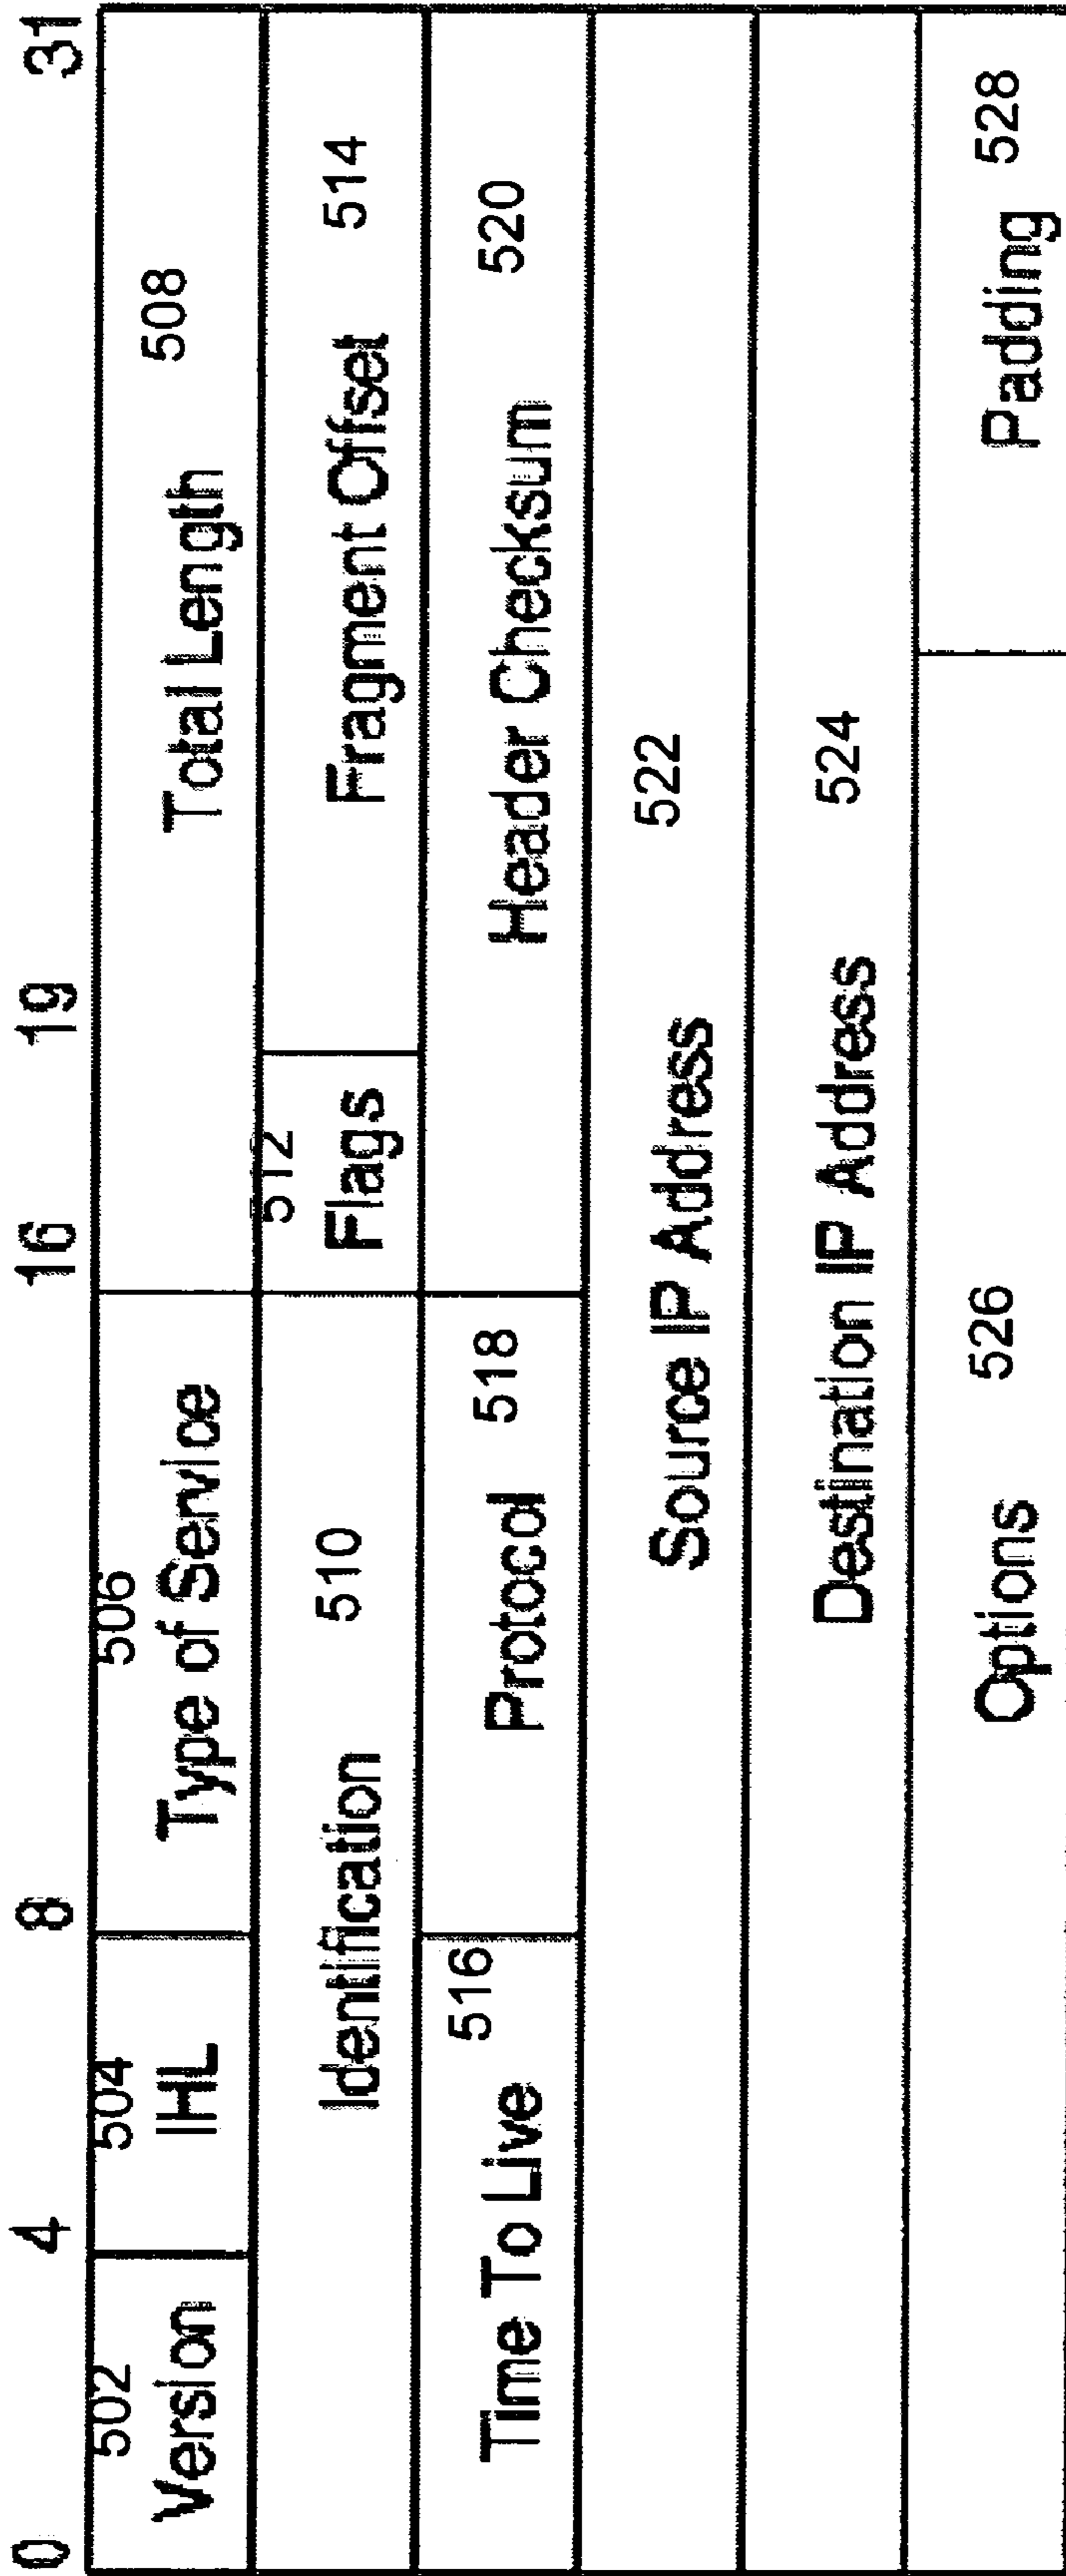 0 4 8 16 19 31
502 504 506 508
Version IHL Type of Service Total Length
510 512 514
Identification Flags Fragment Offset
516 518 520
Time To Live Protocol Header Checksum
522
Source IP Address
524
Destination IP Address
526 528
Options Padding